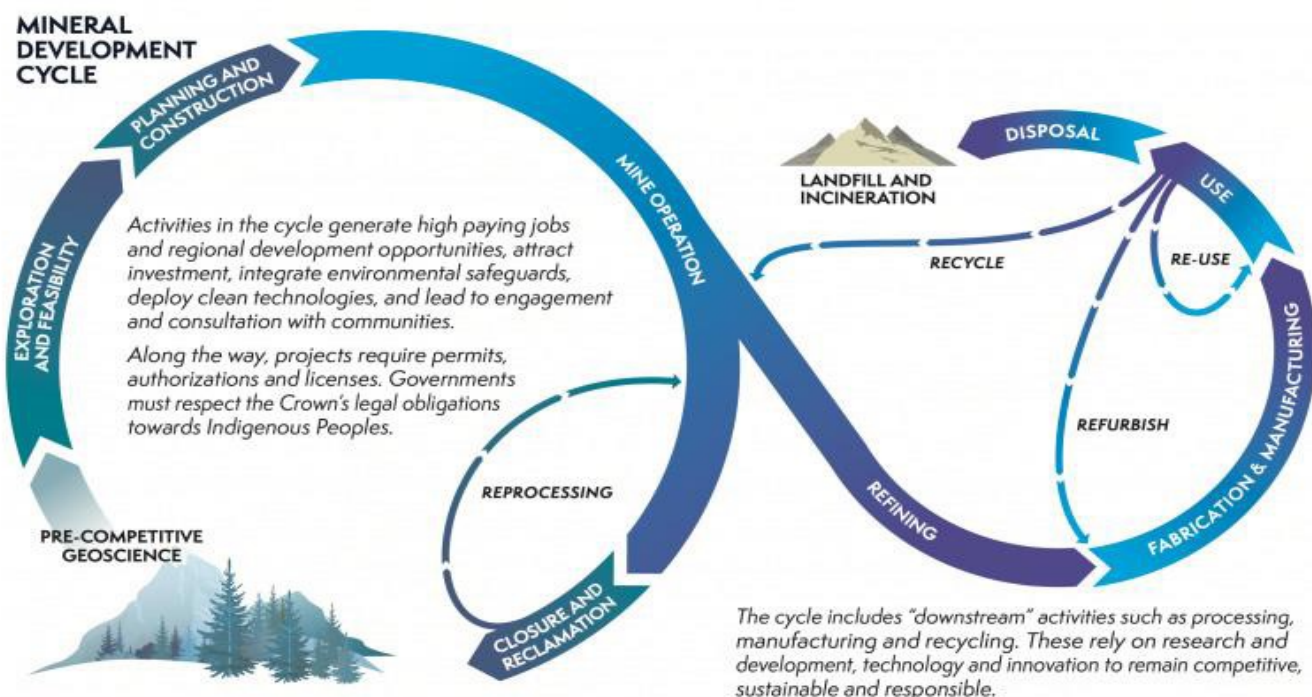 MINERAL
DEVELOPMENT
CYCLE
PLANNING AND
CONSTRUCTION
EXPLORATION
AND FEASIBILITY
PRE-COMPETITIVE
GEOSCIENCE
Activities in the cycle generate high paying jobs
and regional development opportunities, attract
investment, integrate environmental safeguards,
deploy clean technologies, and lead to engagement
and consultation with communities.
Along the way, projects require permits,
authorizations and licenses. Governments
must respect the Crown's legal obligations
towards Indigenous Peoples.
MINE OPERATION
REPROCESSING
CLOSURE AND
RECLAMATION
REFINING
FABRICATION & MANUFACTURING
USE
DISPOSAL
LANDFILL AND
INCINERATION
RECYCLE
RE-USE
REFURBISH
The cycle includes “downstream” activities such as processing,
manufacturing and recycling. These rely on research and
development, technology and innovation to remain competitive,
sustainable and responsible.